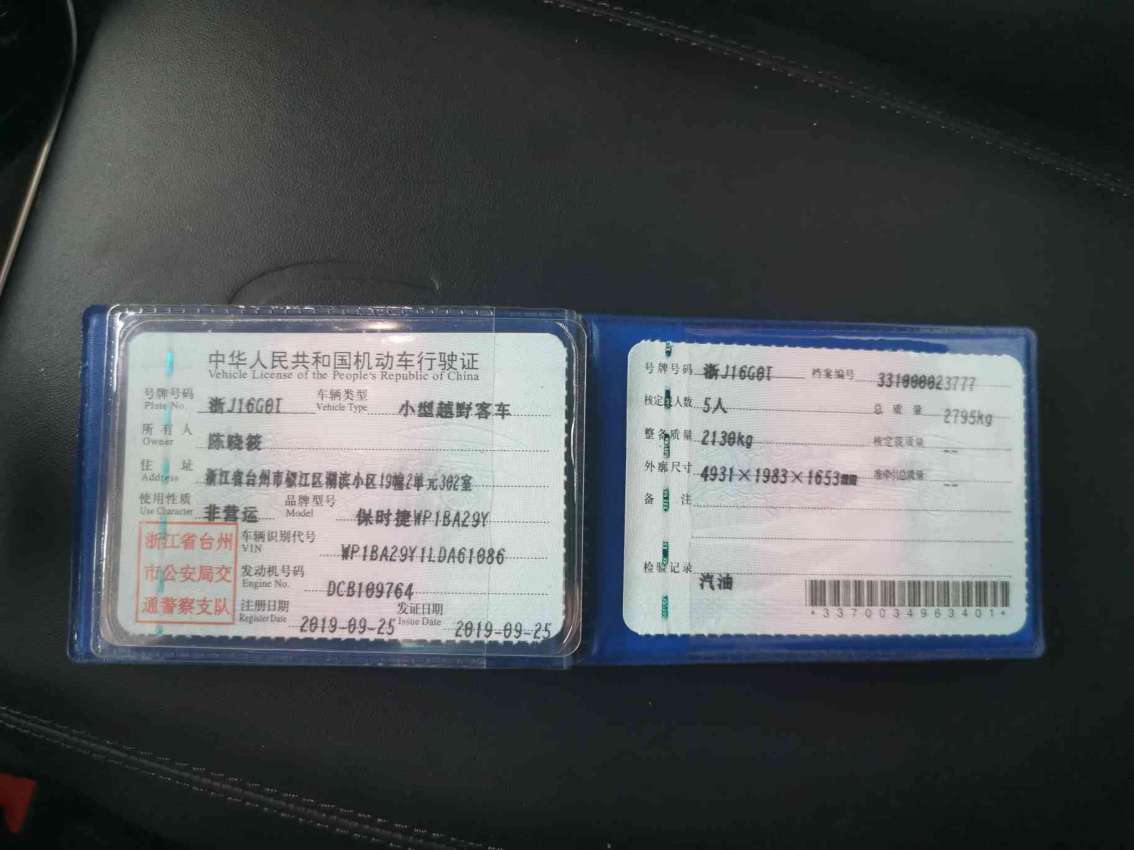 中华人民共和国机动车行驶证
Vehicle License of the People's Republic of China
号牌号码 浙J16G0T 车辆类型 小型越野客车
Plate No. Vehicle Type
所有人 陈晓筱
Owner
住址 浙江省台州市椒江区湖滨小区19幢2单元302室
Address
使用性质 非营运 品牌型号 保时捷WP1BA29Y
Use Character Model
浙江省台州
市公安局交
通警察支队
车辆识别代号 WP1BA29Y1LDA61086
VIN
发动机号码 DCB109764
Engine No.
注册日期 2019-09-25 发证日期 2019-09-25
Register Date Issue Date
号牌号码 浙J16G0T 档案编号 331000023777
核定载人数 5人 总质量 2795kg
整备质量 2130kg 核定载质量 --
外廓尺寸 4931×1983×1653mm 准牵引总质量 --
备注
检验记录 汽油
*3370034963401*